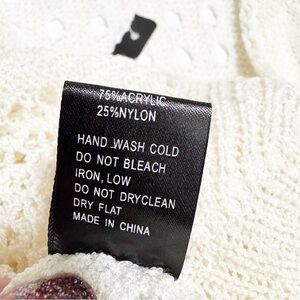 75%ACRYLIC
25%NYLON
HAND WASH COLD
DO NOT BLEACH
IRON, LOW
DO NOT DRYCLEAN
DRY FLAT
MADE IN CHINA